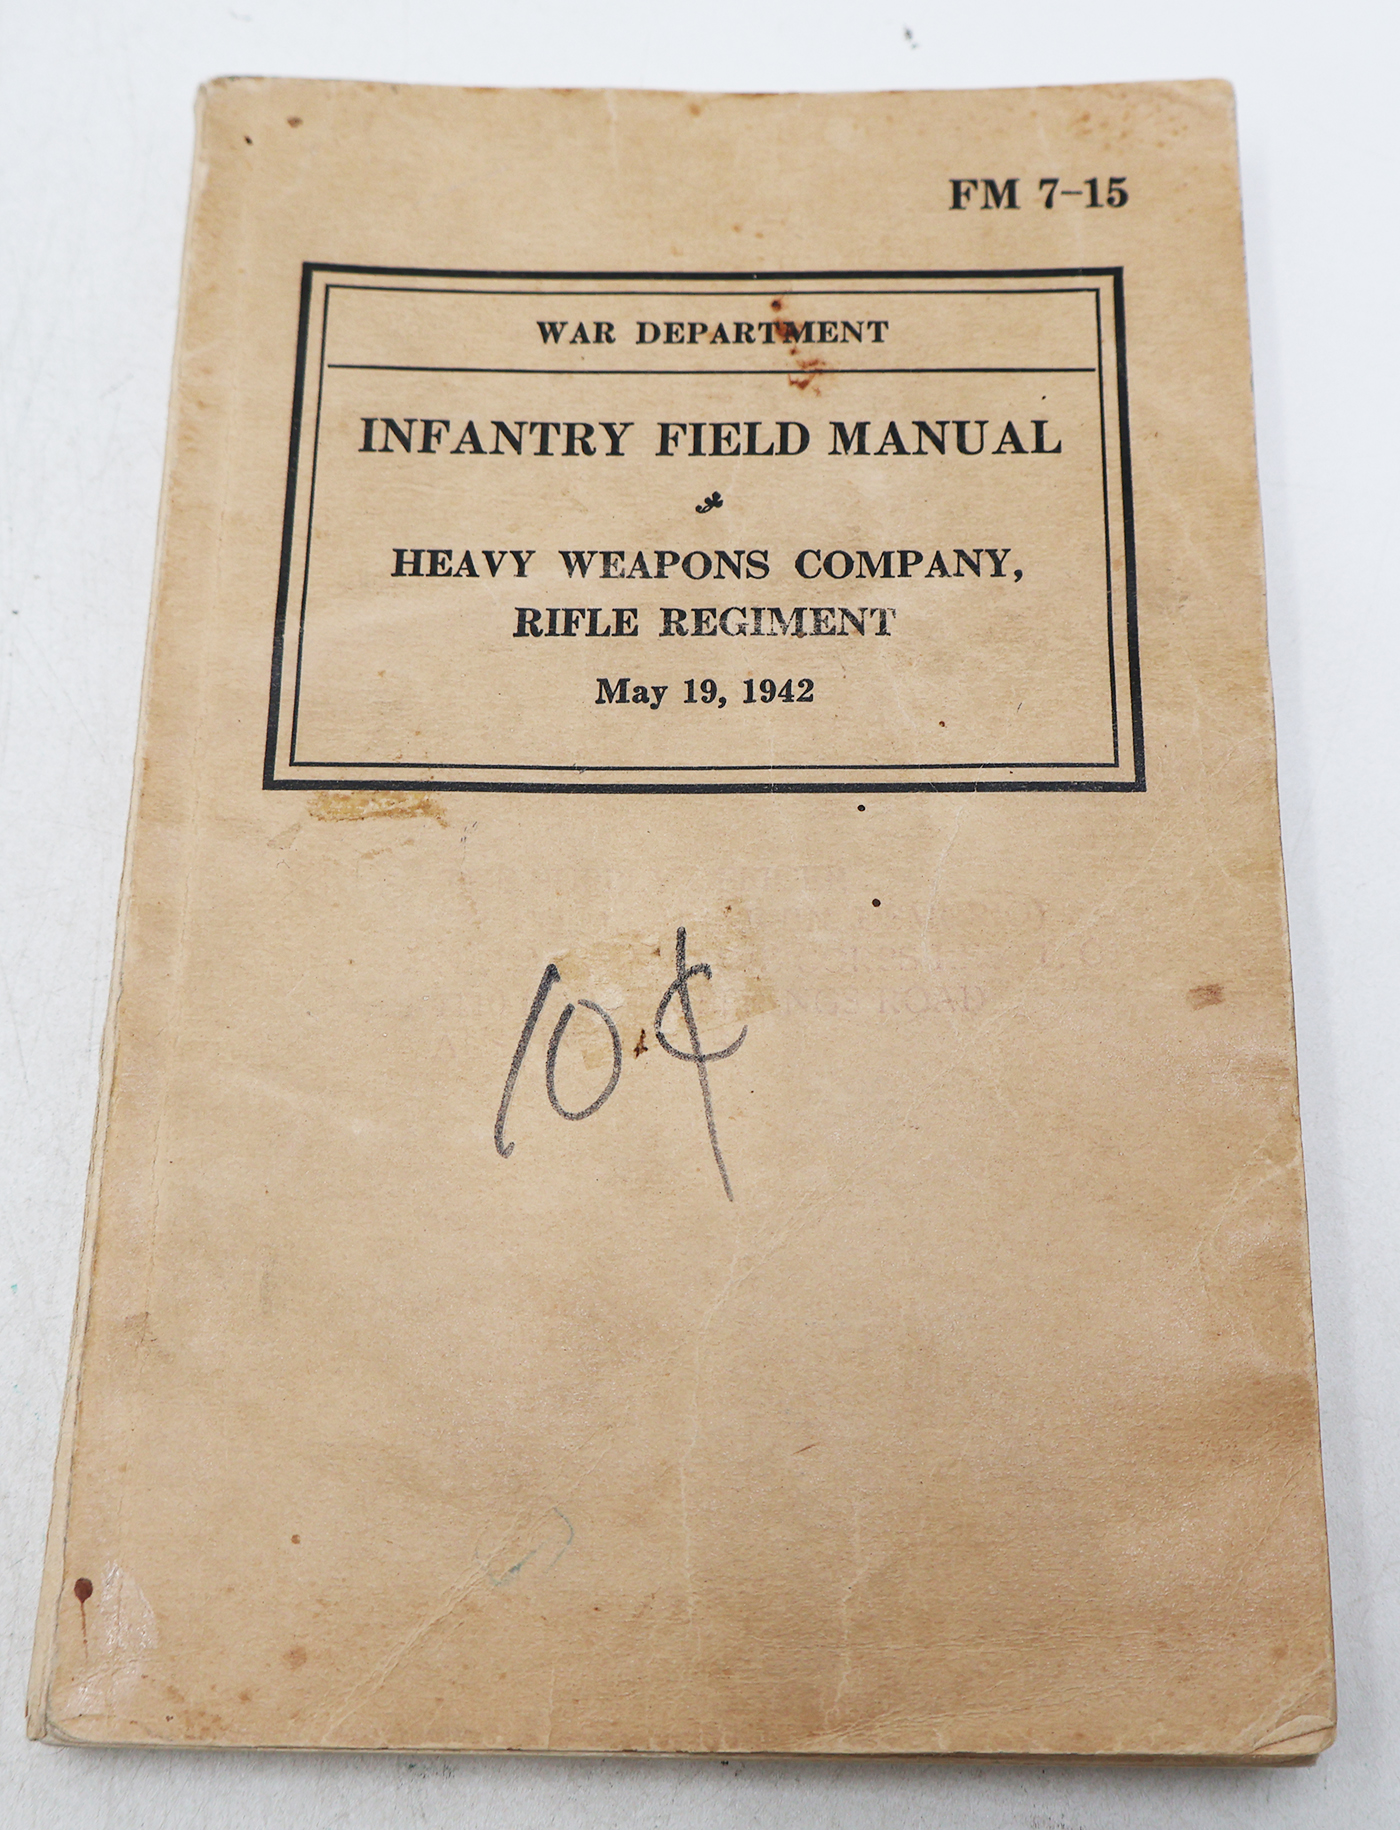 FM 7–15
WAR DEPARTMENT
INFANTRY FIELD MANUAL
HEAVY WEAPONS COMPANY,
RIFLE REGIMENT
May 19, 1942
10¢